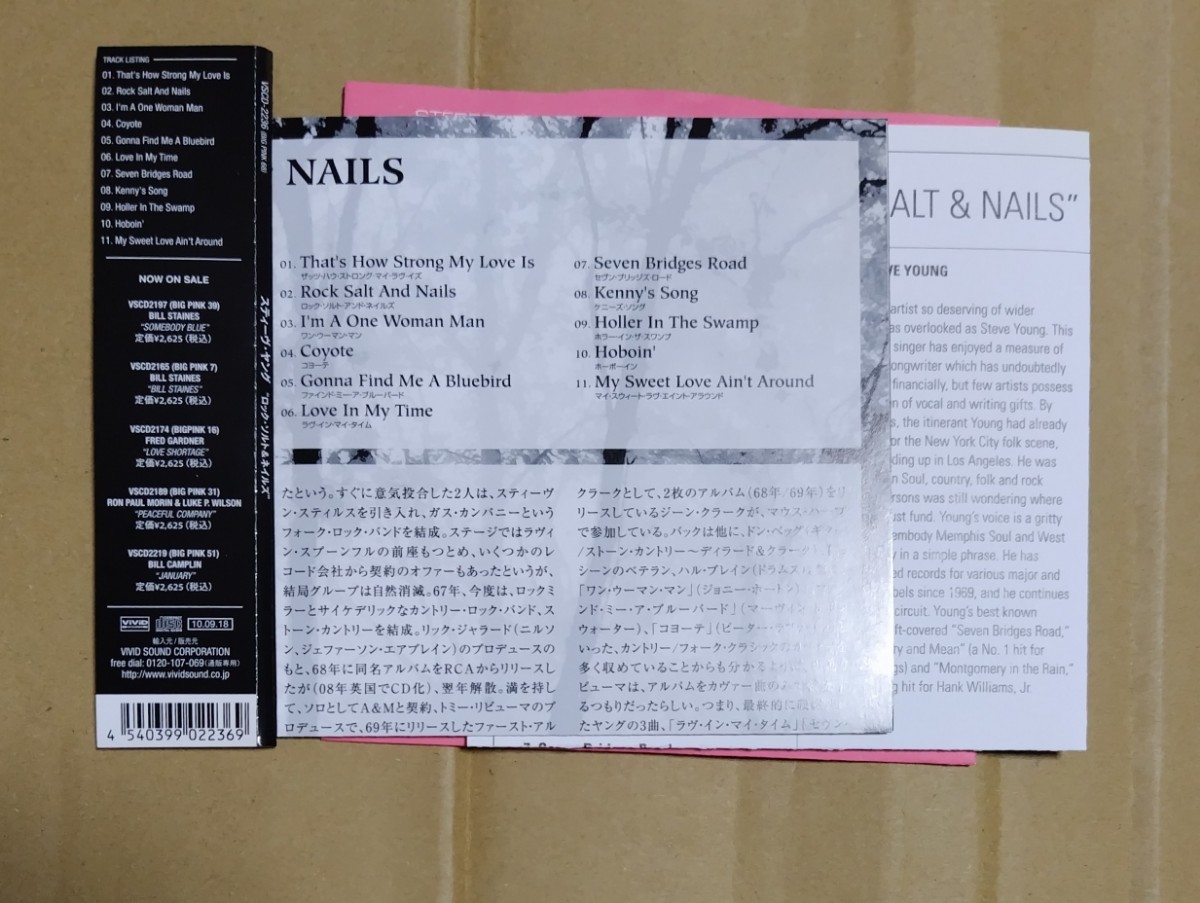 TRACK LISTING
01. That's How Strong My Love Is
02. Rock Salt And Nails
03. I'm A One Woman Man
04. Coyote
05. Gonna Find Me A Bluebird
06. Love In My Time
07. Seven Bridges Road
08. Kenny's Song
09. Holler In The Swamp
10. Hoboin'
11. My Sweet Love Ain't Around
NOW ON SALE
VSCD2197 (BIG PINK 39)
BILL STAINES
"SOMEBODY BLUE"
定価¥2,625(税込)
VSCD2165 (BIG PINK 7)
BILL STAINES
"BILL STAINES"
定価¥2,625(税込)
VSCD2174 (BIGPINK 16)
FRED GARDNER
"LOVE SHORTAGE"
定価¥2,625(税込)
VSCD2189 (BIG PINK 31)
RON PAUL MORIN & LUKE P. WILSON
"PEACEFUL COMPANY"
定価¥2,625(税込)
VSCD2219 (BIG PINK 51)
BILL CAMPLIN
"JANUARY"
定価¥2,625(税込)
VIVID
10.09.18
輸入元/販売元
VIVID SOUND CORPORATION
free dial: 0120-107-069(通販専用)
http://www.vividsound.co.jp
4 540399 022369
VSCD-2236 (BIG PINK 68)
スティーヴ・ヤング "ロック・ソルト&ネイルズ"
NAILS
01. That's How Strong My Love Is
ザッツ・ハウ・ストロング・マイ・ラヴ・イズ
02. Rock Salt And Nails
ロック・ソルト・アンド・ネイルズ
03. I'm A One Woman Man
ワン・ウーマン・マン
04. Coyote
コヨーテ
05. Gonna Find Me A Bluebird
ファインド・ミー・ア・ブルーバード
06. Love In My Time
ラヴ・イン・マイ・タイム
07. Seven Bridges Road
セヴン・ブリッジズ・ロード
08. Kenny's Song
ケニーズ・ソング
09. Holler In The Swamp
ホラー・イン・ザ・スワンプ
10. Hoboin'
ホーボーイン
11. My Sweet Love Ain't Around
マイ・スウィート・ラヴ・エイント・アラウンド
たという。すぐに意気投合した2人は、スティーヴ
ン・スティルスを引き入れ、ガス・カンパニーという
フォーク・ロック・バンドを結成。ステージではラヴィ
ン・スプーンフルの前座もつとめ、いくつかのレ
コード会社から契約のオファーもあったというが、
結局グループは自然消滅。67年、今度は、ロックミ
ラーとサイケデリックなカントリー・ロック・バンド、ス
トーン・カントリーを結成。リック・ジャラード(ニルソ
ン、ジェファーソン・エアプレイン)のプロデュースの
もと、68年に同名アルバムをRCAからリリースし
たが(08年英国でCD化)、翌年解散。満を持し
て、ソロとしてA&Mと契約、トミー・リピューマのプ
ロデュースで、69年にリリースしたファースト・アル
クラークとして、2枚のアルバム(68年/69年)をリ
リースしているジーン・クラークが、マウス・ハープ
で参加している。バックは他に、ドン・ベック(ギター
/ストーン・カントリー〜ディラード&クラーク)
シーンのベテラン、ハル・ブレイン(ドラムス
「ワン・ウーマン・マン」(ジョニー・ホートン)
ンド・ミー・ア・ブルーバード」(マーヴィン
ウォーター)、「コヨーテ」(ピーター
いった、カントリー/フォーク・クラシックの
多く収めていることからも分かるように
ピューマは、アルバムをカヴァー曲のみ
るつもりだったらしい。つまり、最終的に
たヤングの3曲、「ラヴ・イン・マイ・タイム」「セヴン・
ALT & NAILS"
VE YOUNG
artist so deserving of wider
as overlooked as Steve Young. This
singer has enjoyed a measure of
ongwriter which has undoubtedly
financially, but few artists possess
n of vocal and writing gifts. By
s, the itinerant Young had already
or the New York City folk scene,
ding up in Los Angeles. He was
n Soul, country, folk and rock
ersons was still wondering where
ust fund. Young's voice is a gritty
embody Memphis Soul and West
y in a simple phrase. He has
ed records for various major and
bels since 1969, and he continues
circuit. Young's best known
ft-covered "Seven Bridges Road,"
ry and Mean" (a No. 1 hit for
gs) and "Montgomery in the Rain,"
g hit for Hank Williams, Jr.